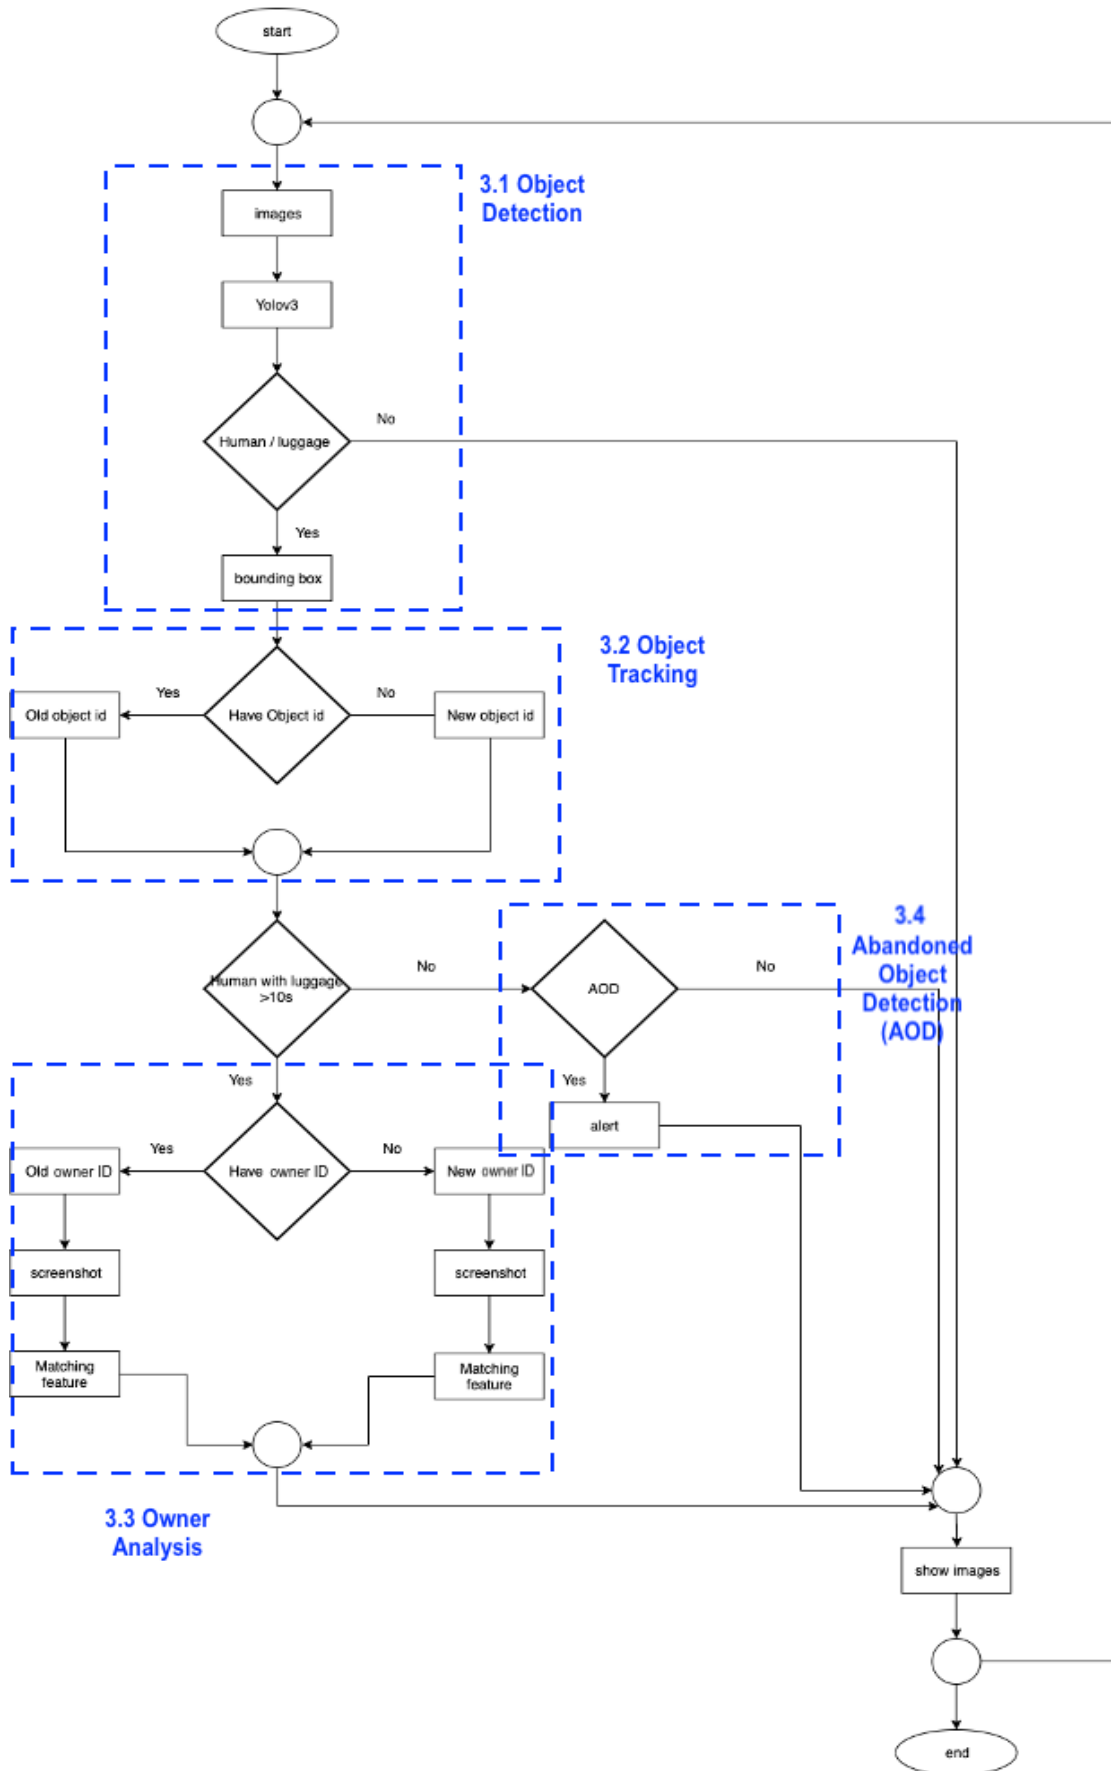 start
3.1 Object
Detection
images
Yolov3
Human / luggage
No
Yes
bounding box
3.2 Object
Tracking
Old object id
Yes
Have Object id
No
New object id
Human with luggage
>10s
No
AOD
No
3.4
Abandoned
Object
Detection
(AOD)
Yes
Yes
alert
Old owner ID
Yes
Have owner ID
No
New owner ID
screenshot
screenshot
Matching
feature
Matching
feature
3.3 Owner
Analysis
show images
end